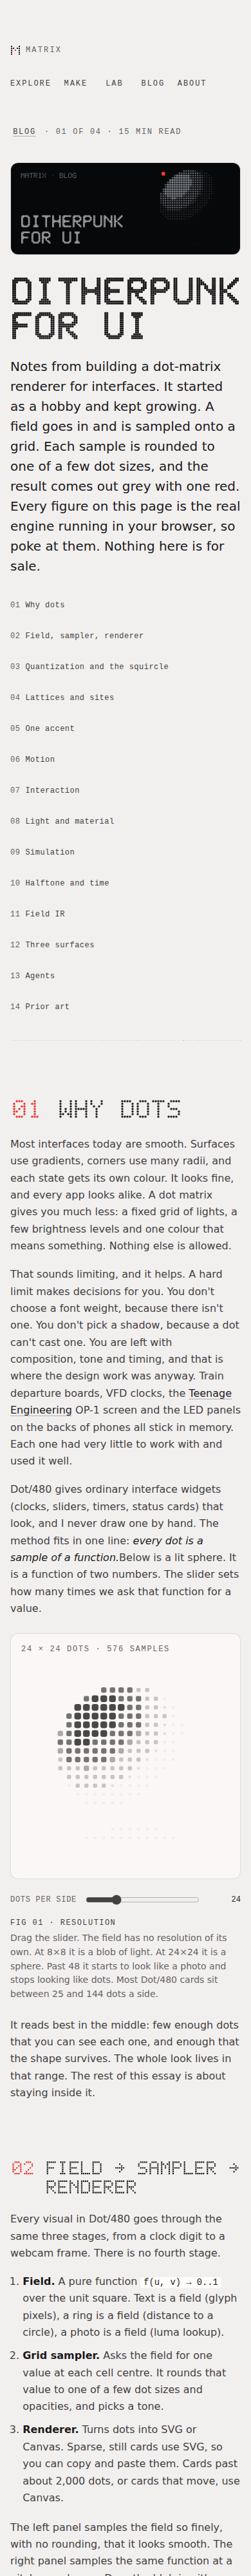 MATRIX
EXPLORE MAKE LAB BLOG ABOUT
BLOG · 01 OF 04 · 15 MIN READ
MATRIX · BLOG
DITHERPUNK
FOR UI
DITHERPUNK
FOR UI
Notes from building a dot-matrix
renderer for interfaces. It started
as a hobby and kept growing. A
field goes in and is sampled onto a
grid. Each sample is rounded to
one of a few dot sizes, and the
result comes out grey with one red.
Every figure on this page is the real
engine running in your browser, so
poke at them. Nothing here is for
sale.
01 Why dots
02 Field, sampler, renderer
03 Quantization and the squircle
04 Lattices and sites
05 One accent
06 Motion
07 Interaction
08 Light and material
09 Simulation
10 Halftone and time
11 Field IR
12 Three surfaces
13 Agents
14 Prior art
01 WHY DOTS
Most interfaces today are smooth. Surfaces
use gradients, corners use many radii, and
each state gets its own colour. It looks fine,
and every app looks alike. A dot matrix
gives you much less: a fixed grid of lights, a
few brightness levels and one colour that
means something. Nothing else is allowed.
That sounds limiting, and it helps. A hard
limit makes decisions for you. You don't
choose a font weight, because there isn't
one. You don't pick a shadow, because a dot
can't cast one. You are left with
composition, tone and timing, and that is
where the design work was anyway. Train
departure boards, VFD clocks, the Teenage
Engineering OP-1 screen and the LED panels
on the backs of phones all stick in memory.
Each one had very little to work with and
used it well.
Dot/480 gives ordinary interface widgets
(clocks, sliders, timers, status cards) that
look, and I never draw one by hand. The
method fits in one line: every dot is a
sample of a function.Below is a lit sphere. It
is a function of two numbers. The slider sets
how many times we ask that function for a
value.
24 × 24 DOTS · 576 SAMPLES
DOTS PER SIDE 24
FIG 01 · RESOLUTION
Drag the slider. The field has no resolution of its
own. At 8×8 it is a blob of light. At 24×24 it is a
sphere. Past 48 it starts to look like a photo and
stops looking like dots. Most Dot/480 cards sit
between 25 and 144 dots a side.
It reads best in the middle: few enough dots
that you can see each one, and enough that
the shape survives. The whole look lives in
that range. The rest of this essay is about
staying inside it.
02 FIELD → SAMPLER →
RENDERER
Every visual in Dot/480 goes through the
same three stages, from a clock digit to a
webcam frame. There is no fourth stage.
1. Field. A pure function f(u, v) → 0..1
over the unit square. Text is a field (glyph
pixels), a ring is a field (distance to a
circle), a photo is a field (luma lookup).
2. Grid sampler. Asks the field for one
value at each cell centre. It rounds that
value to one of a few dot sizes and
opacities, and picks a tone.
3. Renderer. Turns dots into SVG or
Canvas. Sparse, still cards use SVG, so
you can copy and paste them. Cards past
about 2,000 dots, or cards that move, use
Canvas.
The left panel samples the field so finely,
with no rounding, that it looks smooth. The
right panel samples the same function at a